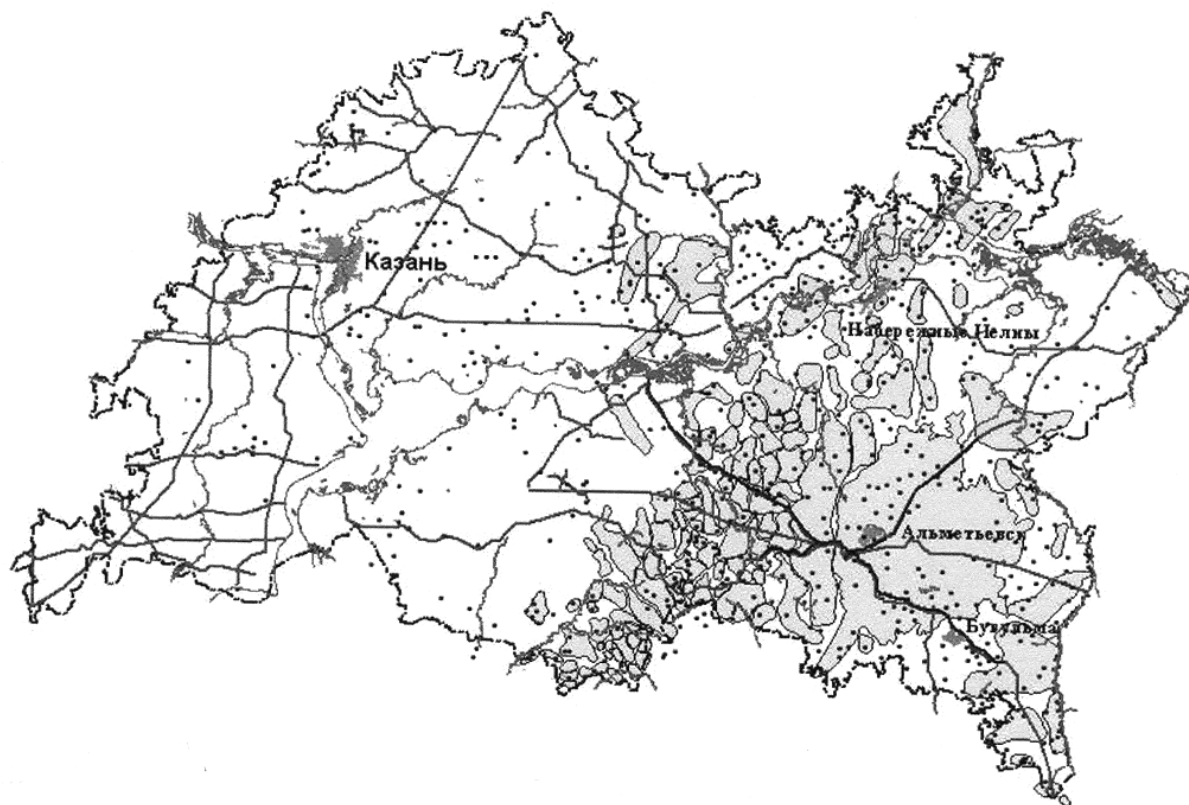 Казань
Набережные Челны
Альметьевск
Бугульма